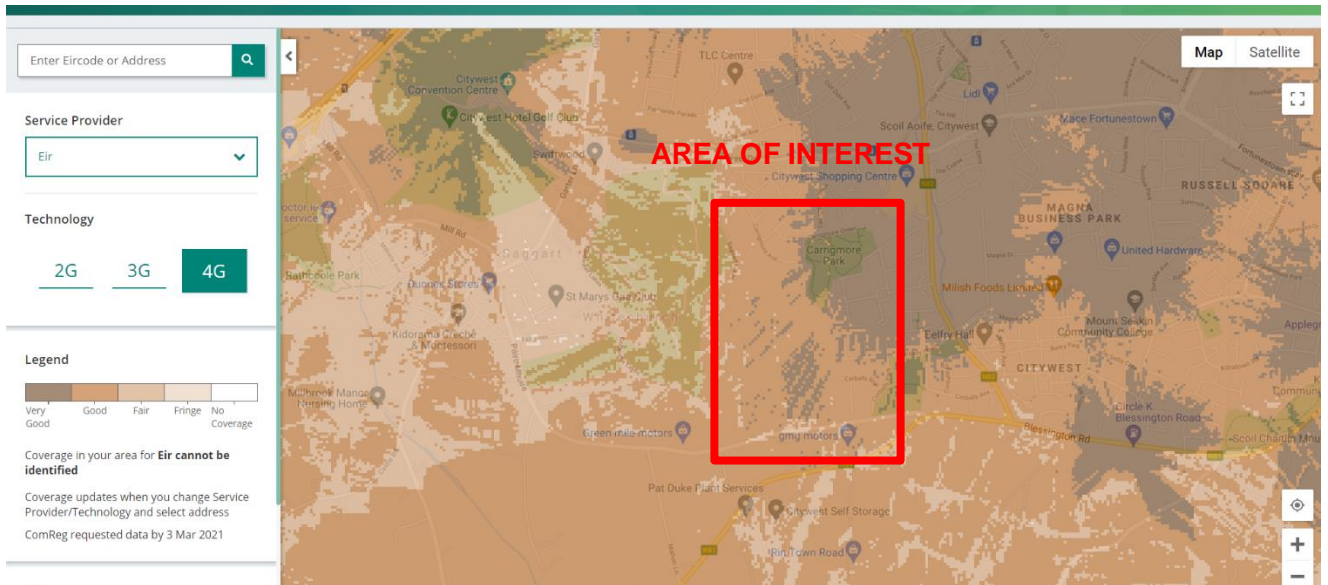 Enter Eircode or Address
Service Provider
Eir
Technology
2G 3G 4G
Legend
Very Good
Good
Fair
Fringe
No Coverage
Coverage in your area for Eir cannot be
identified
Coverage updates when you change Service
Provider/Technology and select address
ComReg requested data by 3 Mar 2021
Map Satellite
TLC Centre
Citywest
Convention Centre
Citywest Hotel Golf Club
Lidl
Mace Fortunestown
Scoil Aoife, Citywest
Swiftwood
AREA OF INTEREST
Citywest Shopping Centre
Fortunestown
RUSSELL SQUARE
MAGNA
BUSINESS PARK
service
Mill Rd
Saggart
Carrigmore
Park
United Hardware
Rathcoole Park
Dunnes Stores
St Marys Gaa Club
Milish Foods Limited
Kidorama Creche
& Montessori
Eelfry Hall
Mount Seskin
Community College
CITYWEST
Millbrook Manor
Nursing Home
Circle K
Blessington Road
Green mile motors
gmg motors
Blessington Rd
Pat Duke Plant Services
Citywest Self Storage
Rin Town Road